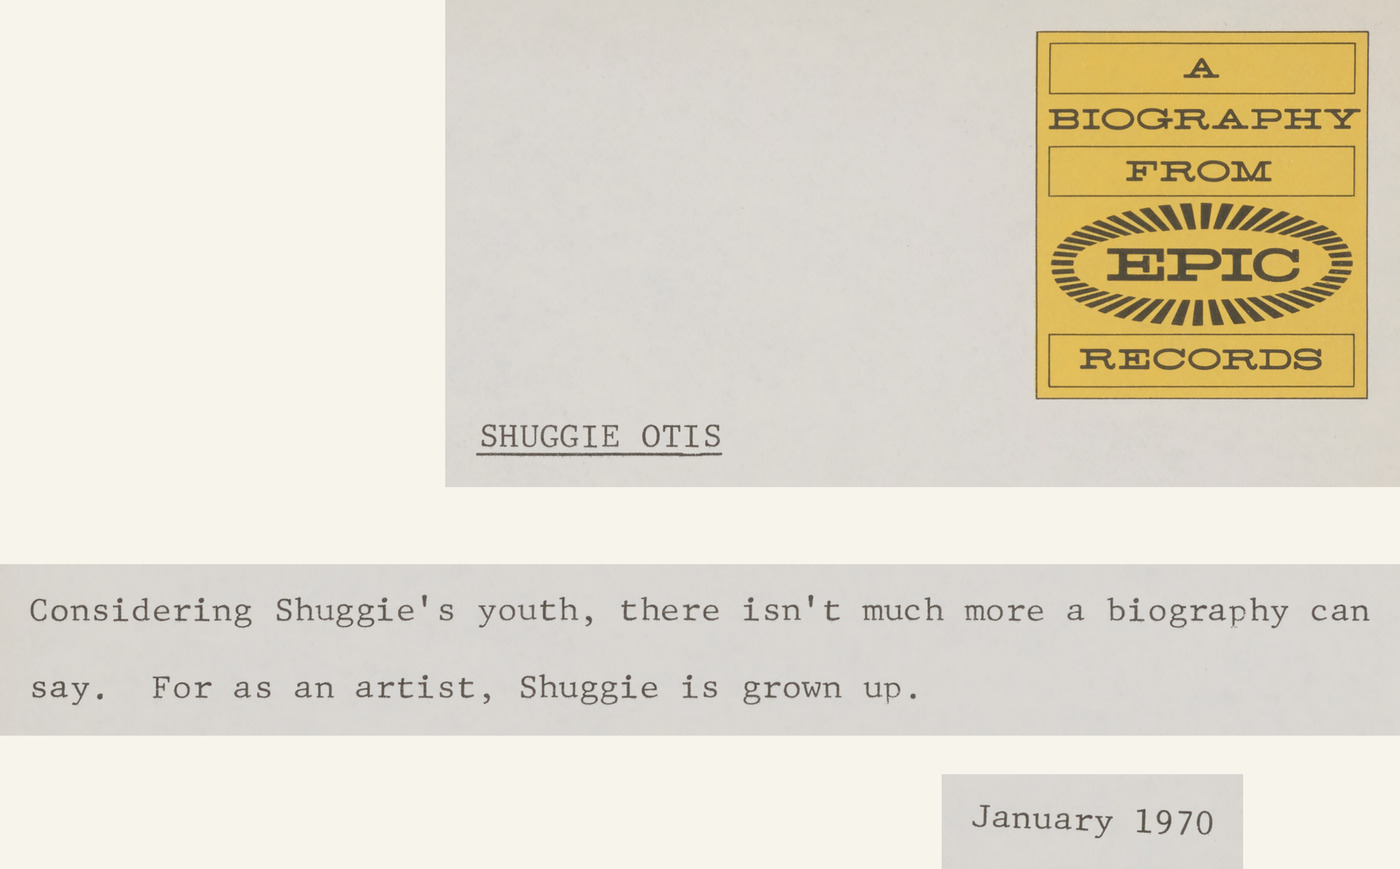 A
BIOGRAPHY
FROM
EPIC
RECORDS
SHUGGIE OTIS
Considering Shuggie's youth, there isn't much more a biography can
say.  For as an artist, Shuggie is grown up.
January 1970